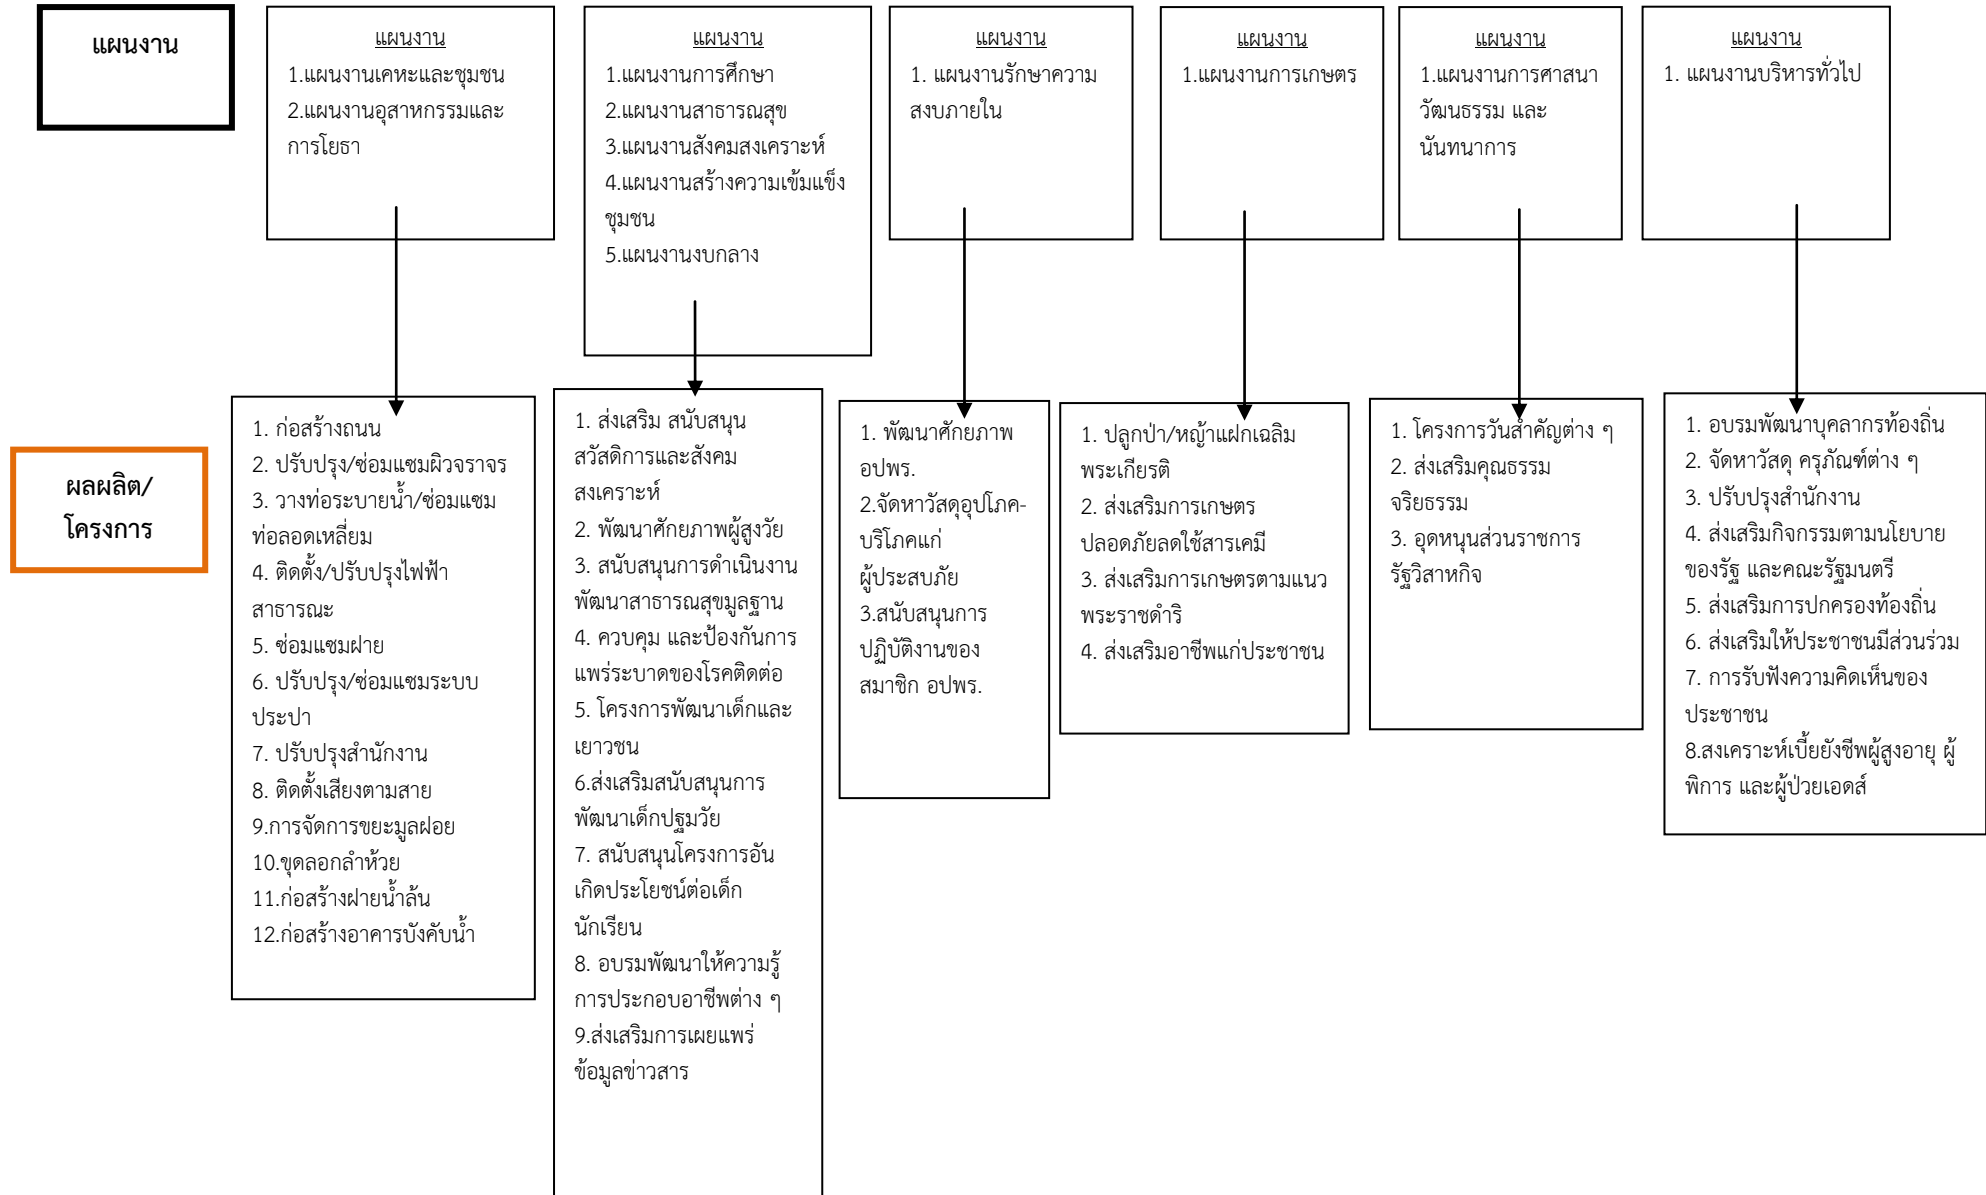 แผนงาน
แผนงาน
1.แผนงานเคหะและชุมชน
2.แผนงานอุสาหกรรมและ
การโยธา
แผนงาน
1.แผนงานการศึกษา
2.แผนงานสาธารณสุข
3.แผนงานสังคมสงเคราะห์
4.แผนงานสร้างความเข้มแข็ง
ชุมชน
5.แผนงานงบกลาง
แผนงาน
1. แผนงานรักษาความ
สงบภายใน
แผนงาน
1.แผนงานการเกษตร
แผนงาน
1.แผนงานการศาสนา
วัฒนธรรม และ
นันทนาการ
แผนงาน
1. แผนงานบริหารทั่วไป
ผลผลิต/
โครงการ
1. ก่อสร้างถนน
2. ปรับปรุง/ซ่อมแซมผิวจราจร
3. วางท่อระบายน้ำ/ซ่อมแซม
ท่อลอดเหลี่ยม
4. ติดตั้ง/ปรับปรุงไฟฟ้า
สาธารณะ
5. ซ่อมแซมฝาย
6. ปรับปรุง/ซ่อมแซมระบบ
ประปา
7. ปรับปรุงสำนักงาน
8. ติดตั้งเสียงตามสาย
9.การจัดการขยะมูลฝอย
10.ขุดลอกลำห้วย
11.ก่อสร้างฝายน้ำล้น
12.ก่อสร้างอาคารบังคับน้ำ
1. ส่งเสริม สนับสนุน
สวัสดิการและสังคม
สงเคราะห์
2. พัฒนาศักยภาพผู้สูงวัย
3. สนับสนุนการดำเนินงาน
พัฒนาสาธารณสุขมูลฐาน
4. ควบคุม และป้องกันการ
แพร่ระบาดของโรคติดต่อ
5. โครงการพัฒนาเด็กและ
เยาวชน
6.ส่งเสริมสนับสนุนการ
พัฒนาเด็กปฐมวัย
7. สนับสนุนโครงการอัน
เกิดประโยชน์ต่อเด็ก
นักเรียน
8. อบรมพัฒนาให้ความรู้
การประกอบอาชีพต่าง ๆ
9.ส่งเสริมการเผยแพร่
ข้อมูลข่าวสาร
1. พัฒนาศักยภาพ
อปพร.
2.จัดหาวัสดุอุปโภค-
บริโภคแก่
ผู้ประสบภัย
3.สนับสนุนการ
ปฏิบัติงานของ
สมาชิก อปพร.
1. ปลูกป่า/หญ้าแฝกเฉลิม
พระเกียรติ
2. ส่งเสริมการเกษตร
ปลอดภัยลดใช้สารเคมี
3. ส่งเสริมการเกษตรตามแนว
พระราชดำริ
4. ส่งเสริมอาชีพแก่ประชาชน
1. โครงการวันสำคัญต่าง ๆ
2. ส่งเสริมคุณธรรม
จริยธรรม
3. อุดหนุนส่วนราชการ
รัฐวิสาหกิจ
1. อบรมพัฒนาบุคลากรท้องถิ่น
2. จัดหาวัสดุ ครุภัณฑ์ต่าง ๆ
3. ปรับปรุงสำนักงาน
4. ส่งเสริมกิจกรรมตามนโยบาย
ของรัฐ และคณะรัฐมนตรี
5. ส่งเสริมการปกครองท้องถิ่น
6. ส่งเสริมให้ประชาชนมีส่วนร่วม
7. การรับฟังความคิดเห็นของ
ประชาชน
8.สงเคราะห์เบี้ยยังชีพผู้สูงอายุ ผู้
พิการ และผู้ป่วยเอดส์